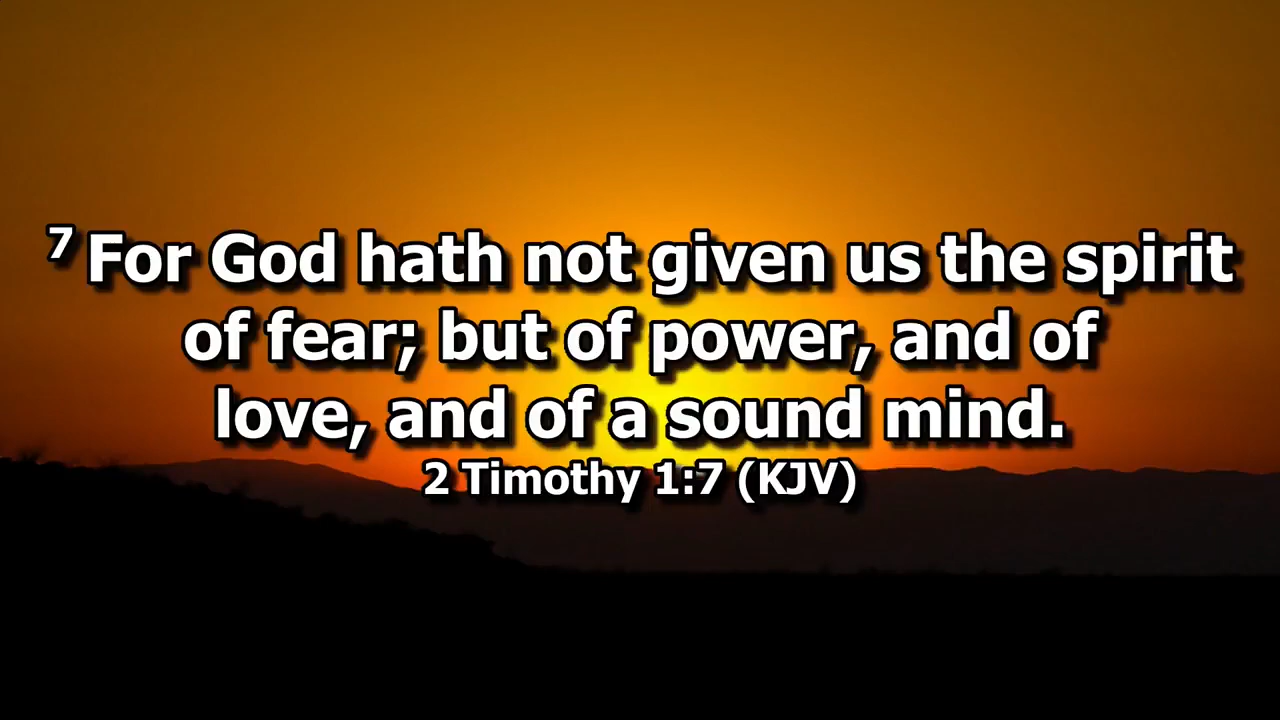 7 For God hath not given us the spirit
of fear; but of power, and of
love, and of a sound mind.
2 Timothy 1:7 (KJV)